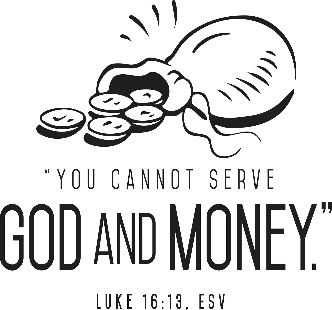 "YOU CANNOT SERVE
GOD AND MONEY."
LUKE 16:13, ESV